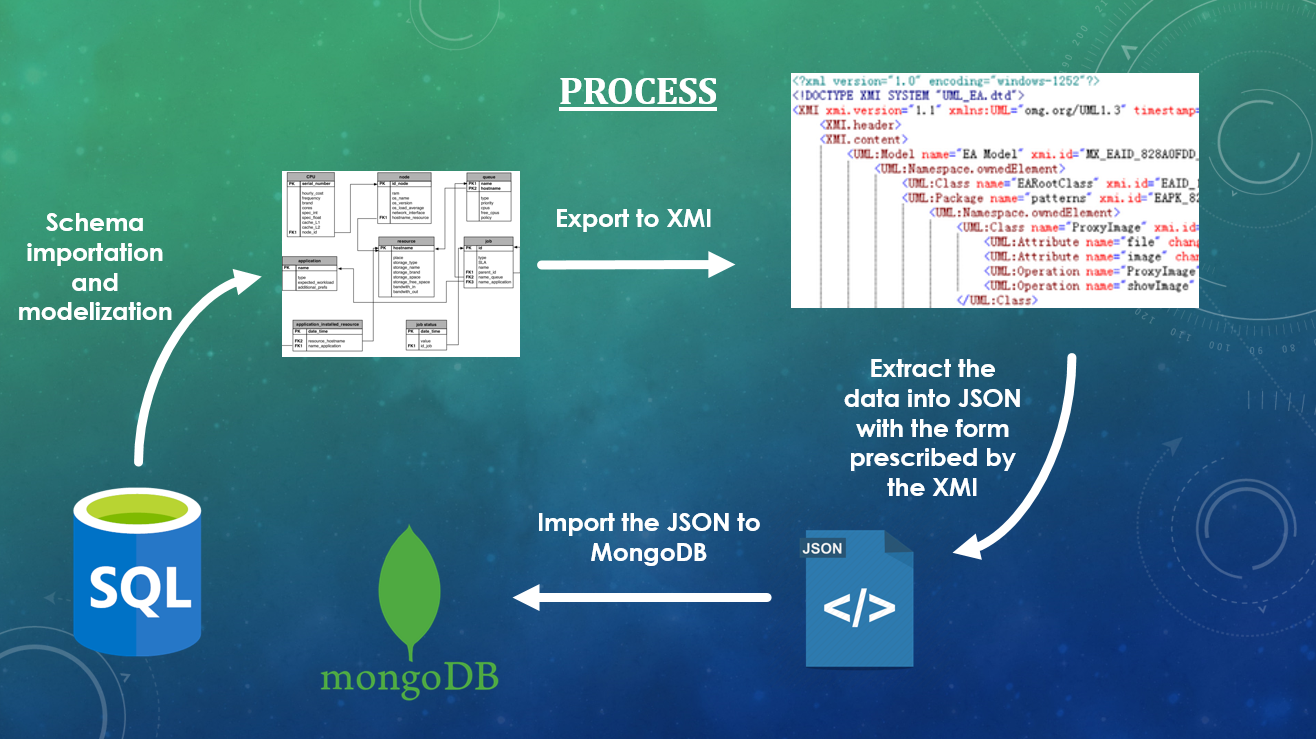 PROCESS
Schema
importation
and
modelization
CPU
PK serial_number
hourly_cost
frequency
brand
cores
spec_int
spec_float
cache_L1
cache_L2
FK1 node_id
node
PK id_node
ram
os_name
os_version
os_load_average
network_interface
FK1 hostname_resource
queue
PK1 name
PK2 hostname
type
priority
cpus
free_cpus
policy
resource
PK hostname
place
storage_type
storage_name
storage_brand
storage_space
storage_free_space
bandwith_in
bandwith_out
job
PK id
type
SLA
name
FK1 parent_id
FK2 name_queue
FK3 name_application
application
PK name
type
expected_workload
additional_prefs
application_installed_resource
PK date_time
FK2 resource_hostname
FK1 name_application
job status
PK date_time
value
FK1 id_job
Export to XMI
<?xml version="1.0" encoding="windows-1252"?>
<!DOCTYPE XMI SYSTEM "UML_EA.dtd">
<XMI xmi.version="1.1" xmlns:UML="omg.org/UML1.3" timestamp=
<XMI.header>
<XMI.content>
<UML:Model name="EA Model" xmi.id="MX_EAID_828A0FDD_
<UML:Namespace.ownedElement>
<UML:Class name="EARootClass" xmi.id="EAID_1
<UML:Package name="patterns" xmi.id="EAPK_82
<UML:Namespace.ownedElement>
<UML:Class name="ProxyImage" xmi.id=
<UML:Attribute name="file" chang
<UML:Attribute name="image" chan
<UML:Operation name="ProxyImage"
<UML:Operation name="showImage"
</UML:Class>
Extract the
data into JSON
with the form
prescribed by
the XMI
JSON
</>
Import the JSON to
MongoDB
mongoDB
SQL